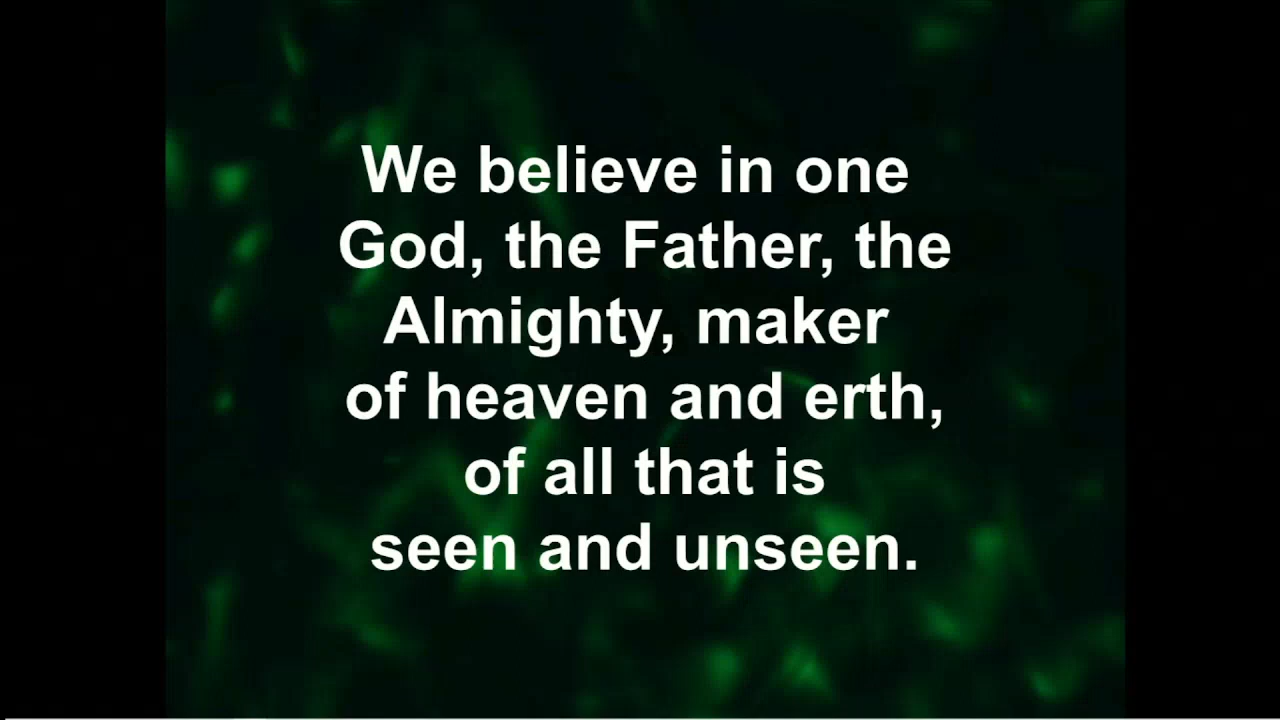 We believe in one
God, the Father, the
Almighty, maker
of heaven and erth,
of all that is
seen and unseen.